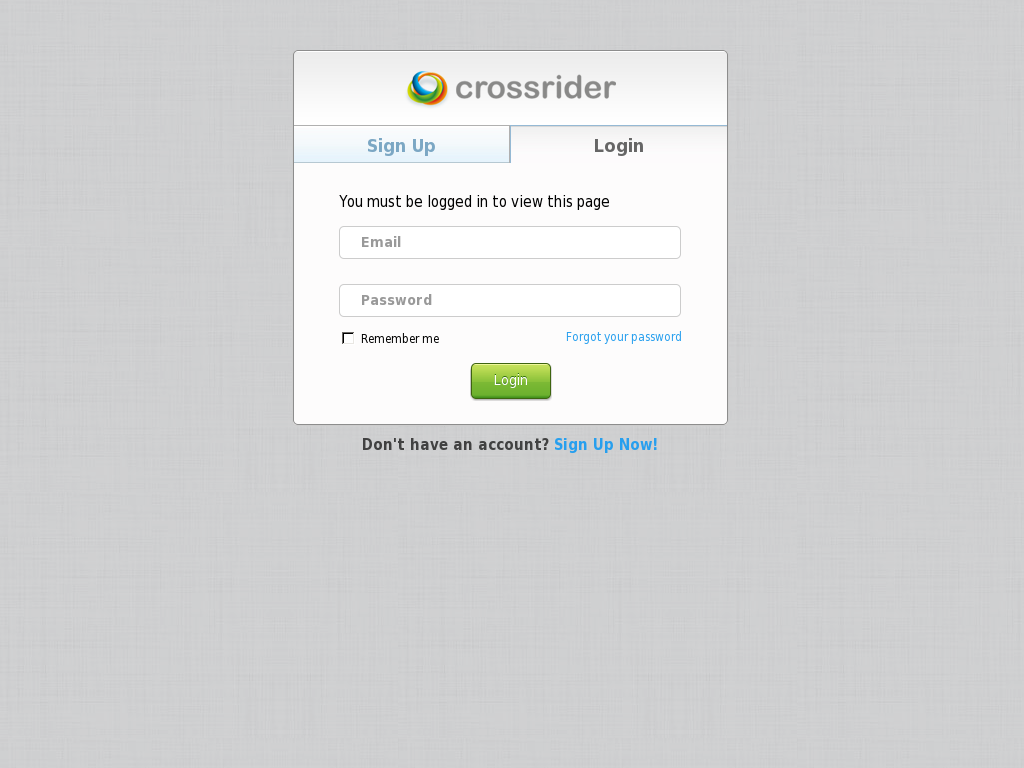 crossrider
Sign Up
Login
You must be logged in to view this page
Email
Password
Remember me
Forgot your password
Login
Don't have an account? Sign Up Now!